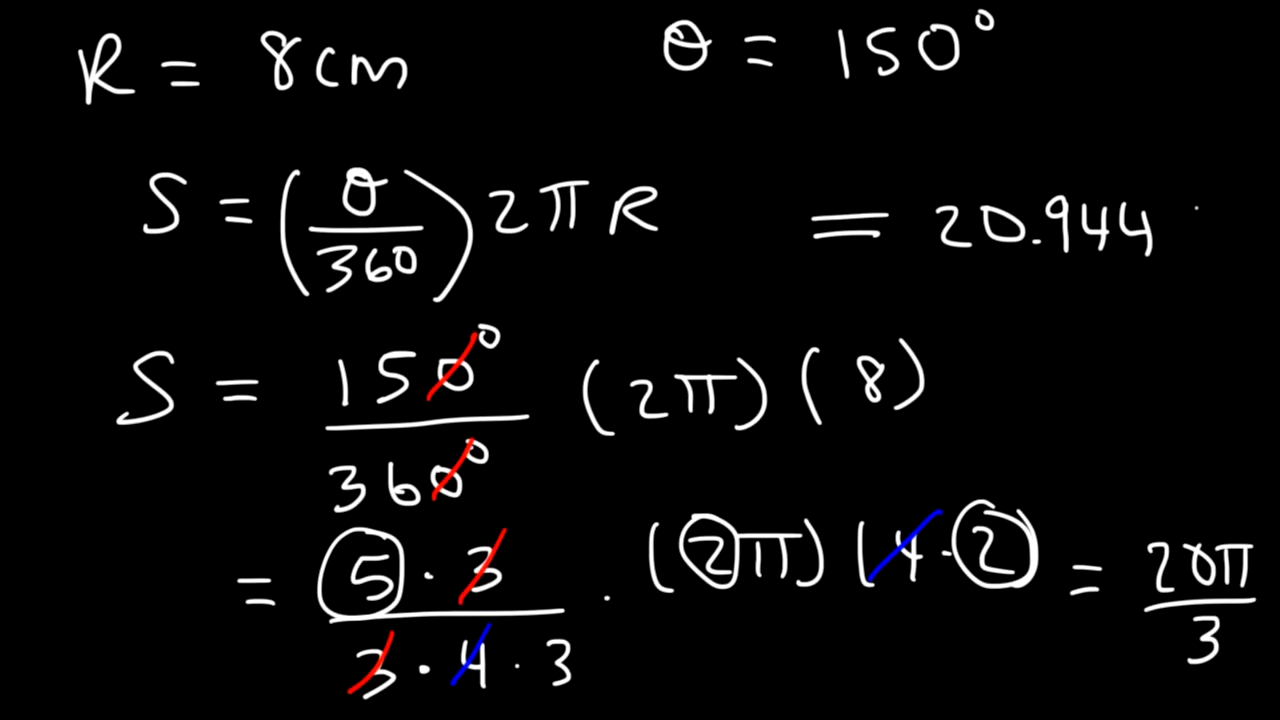 R = 8cm θ = 150°
S = (θ/360) 2πR = 20.944
S = 150°/360° (2π)(8)
= 5·3/3·4·3 · (2π)(4·2) = 20π/3